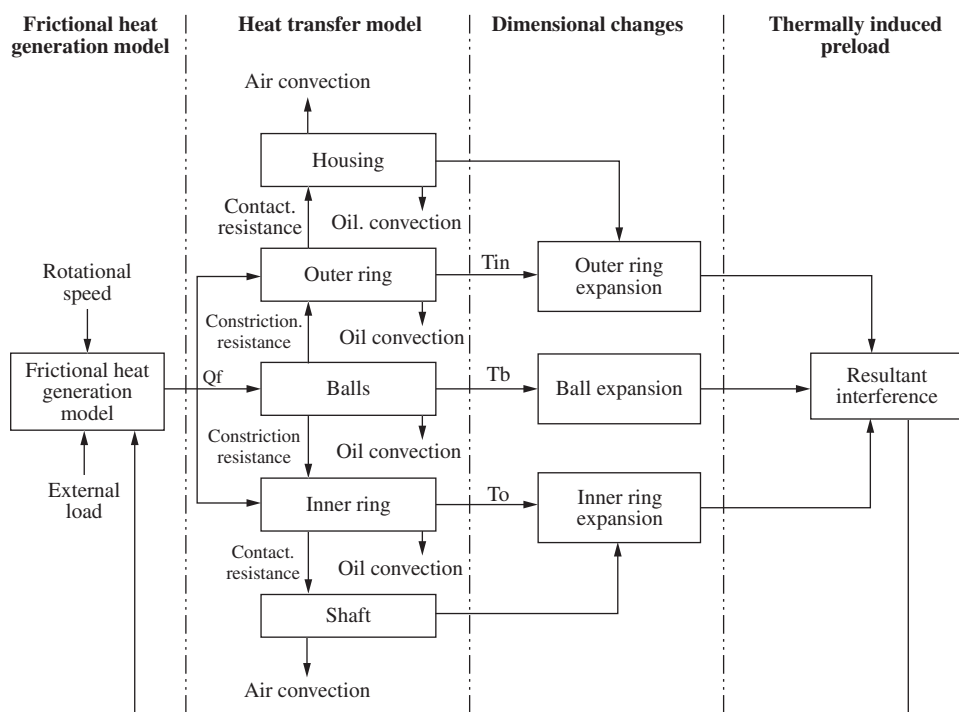 Frictional heat
generation model
Heat transfer model
Dimensional changes
Thermally induced
preload
Air convection
Housing
Contact.
resistance
Oil. convection
Outer ring
Tin
Outer ring
expansion
Rotational
speed
Constriction.
resistance
Oil convection
Frictional heat
generation
model
Qf
Balls
Tb
Ball expansion
Resultant
interference
Constriction
resistance
Oil convection
External
load
Inner ring
To
Inner ring
expansion
Contact.
resistance
Oil convection
Shaft
Air convection